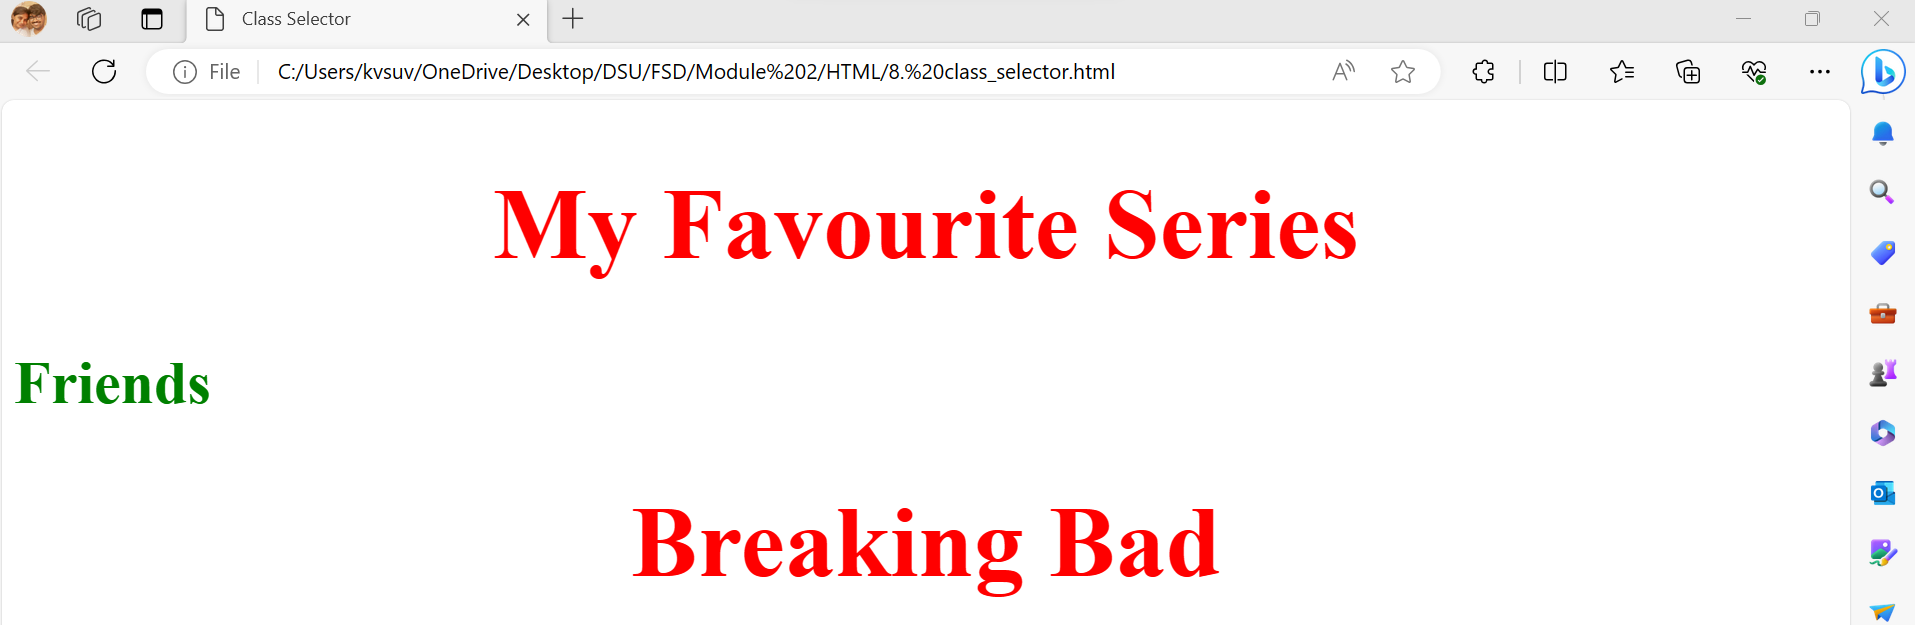 Class Selector
File C:/Users/kvsuv/OneDrive/Desktop/DSU/FSD/Module%202/HTML/8.%20class_selector.html
My Favourite Series
Friends
Breaking Bad